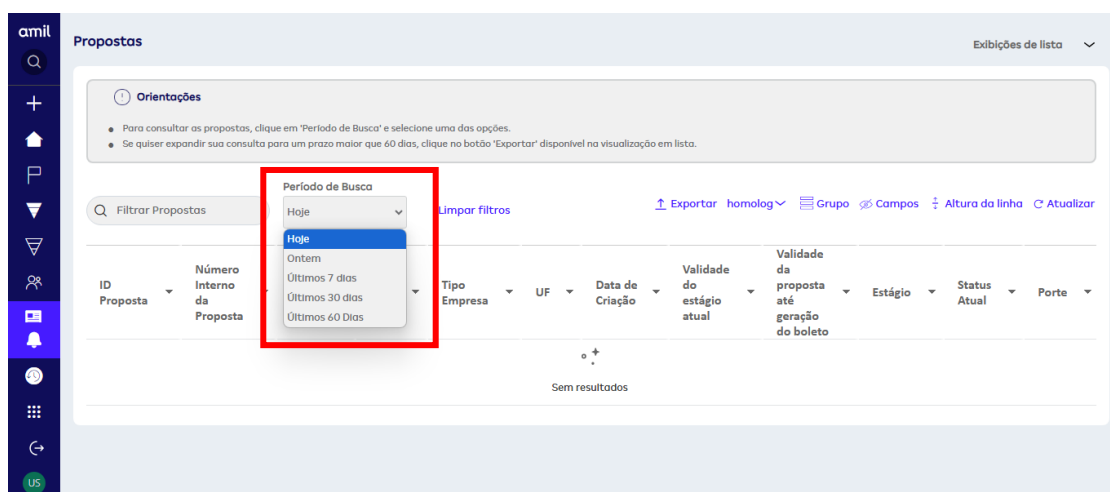 amil
Propostas
Exibições de lista
Orientações
Para consultar as propostas, clique em 'Período de Busca' e selecione uma das opções.
Se quiser expandir sua consulta para um prazo maior que 60 dias, clique no botão 'Exportar' disponível na visualização em lista.
Período de Busca
Filtrar Propostas
Hoje
Limpar filtros
Exportar
homolog
Grupo
Campos
Altura da linha
Atualizar
Hoje
Ontem
Últimos 7 dias
Últimos 30 dias
Últimos 60 Dias
ID
Proposta
Número
Interno
da
Proposta
Tipo
Empresa
UF
Data de
Criação
Validade
do
estágio
atual
Validade
da
proposta
até
geração
do boleto
Estágio
Status
Atual
Porte
Sem resultados
US